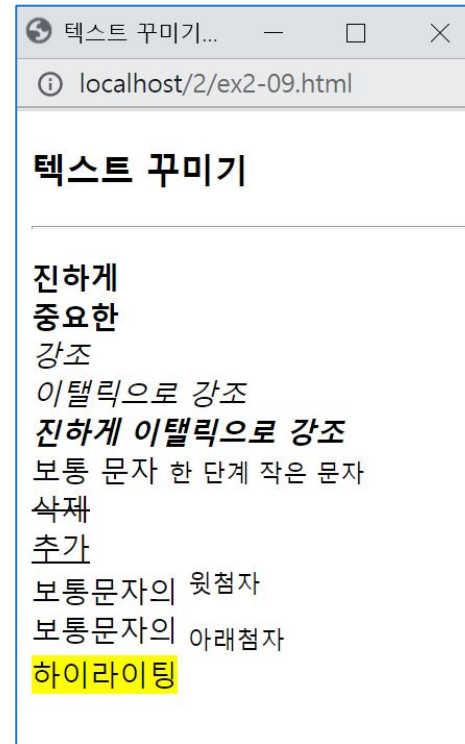 텍스트 꾸미기...
localhost/2/ex2-09.html
텍스트 꾸미기
진하게
중요한
강조
이탤릭으로 강조
진하게 이탤릭으로 강조
보통 문자 한 단계 작은 문자
삭제
추가
보통문자의 윗첨자
보통문자의 아래첨자
하이라이팅